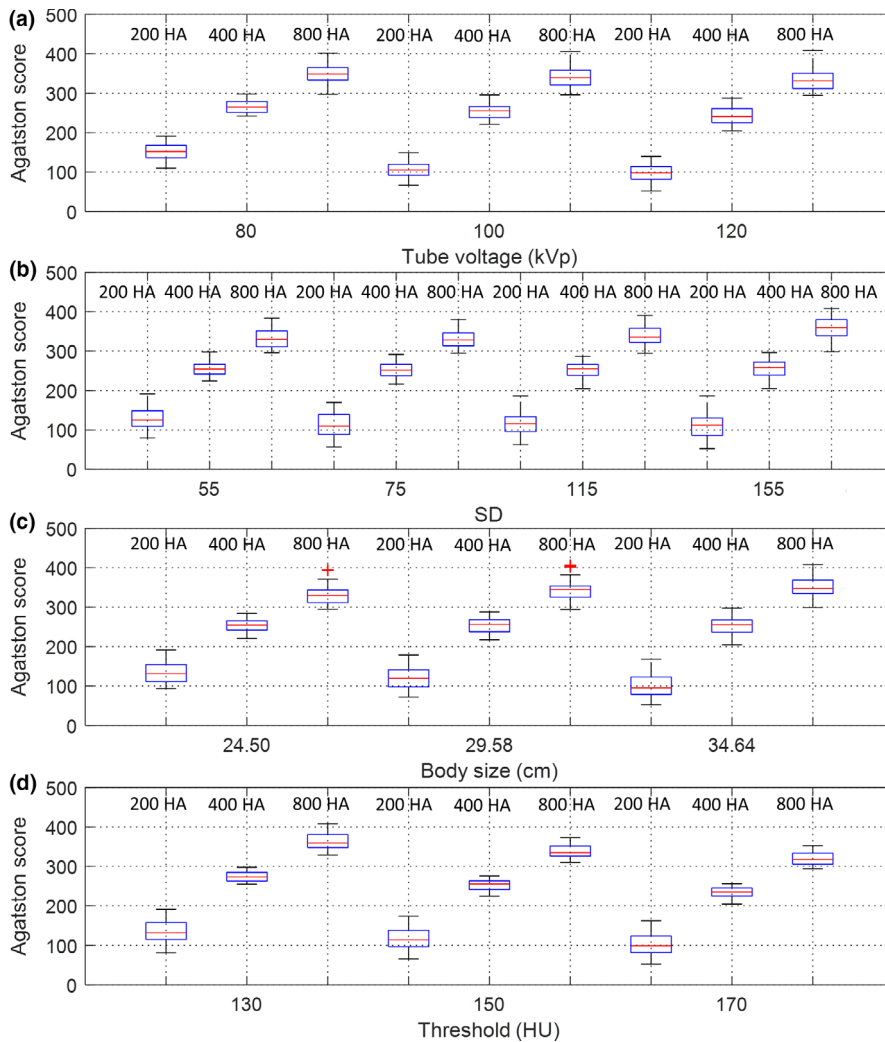 (a)
500
400
300
200
100
0
Agatston score
200 HA 400 HA 800 HA 200 HA 400 HA 800 HA 200 HA 400 HA 800 HA
80 100 120
Tube voltage (kVp)
(b)
500
400
300
200
100
0
Agatston score
200 HA 400 HA 800 HA 200 HA 400 HA 800 HA 200 HA 400 HA 800 HA 200 HA 400 HA 800 HA
55 75 115 155
SD
(c)
500
400
300
200
100
0
Agatston score
200 HA 400 HA 800 HA 200 HA 400 HA 800 HA 200 HA 400 HA 800 HA
24.50 29.58 34.64
Body size (cm)
(d)
500
400
300
200
100
0
Agatston score
200 HA 400 HA 800 HA 200 HA 400 HA 800 HA 200 HA 400 HA 800 HA
130 150 170
Threshold (HU)